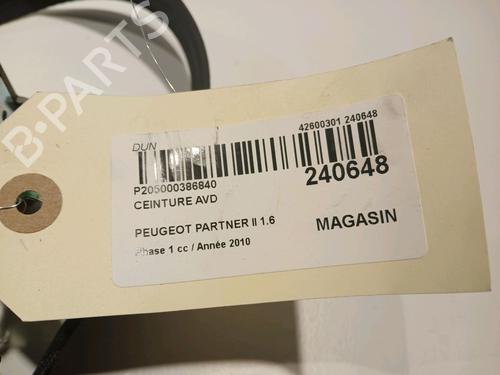 B-PARTS
DUN
42600301 240648
P205000386840
240648
CEINTURE AVD
PEUGEOT PARTNER II 1.6
MAGASIN
Phase 1 cc / Année 2010